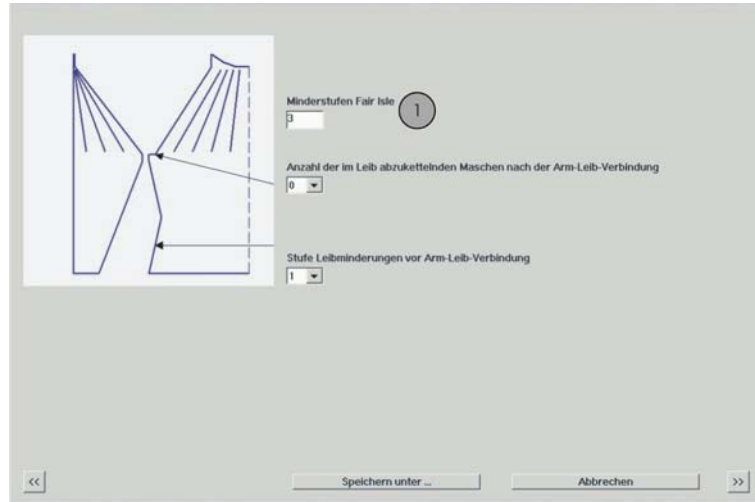 Minderstufen Fair Isle
1
3
Anzahl der im Leib abzukettelnden Maschen nach der Arm-Leib-Verbindung
0
Stufe Leibminderungen vor Arm-Leib-Verbindung
1
<< Speichern unter ... Abbrechen >>